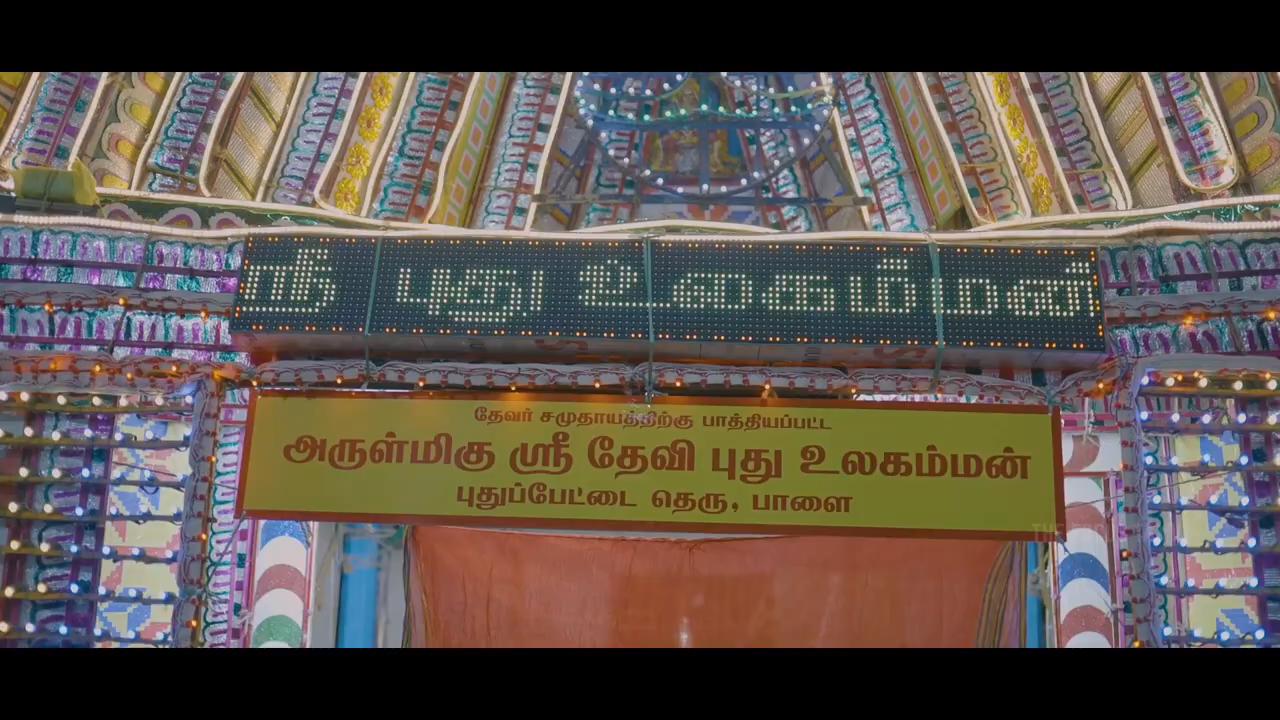 ஸ்ரீ புது உலகம்மன்
தேவர் சமுதாயத்திற்கு பாத்தியப்பட்ட
அருள்மிகு ஸ்ரீ தேவி புது உலகம்மன்
புதுப்பேட்டை தெரு, பாளை